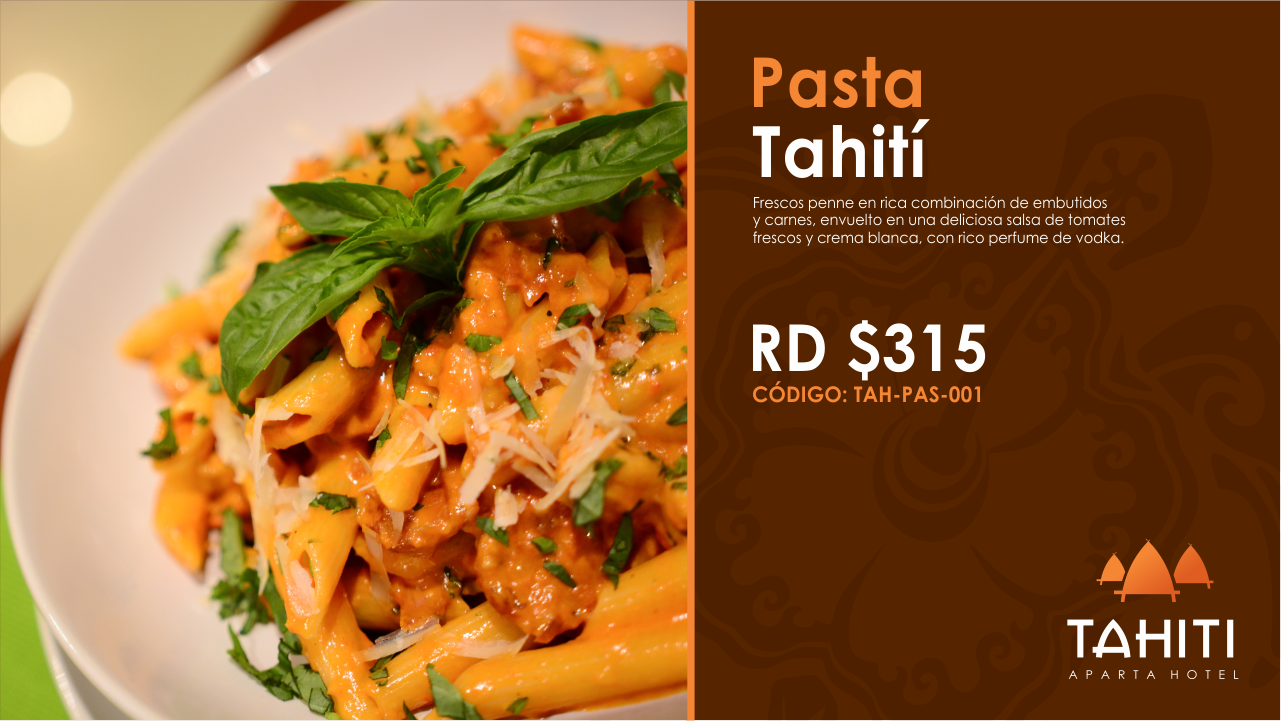 Pasta
Tahití
Frescos penne en rica combinación de embutidos
y carnes, envuelto en una deliciosa salsa de tomates
frescos y crema blanca, con rico perfume de vodka.
RD $315
CÓDIGO: TAH-PAS-001
TAHITI
APARTA HOTEL